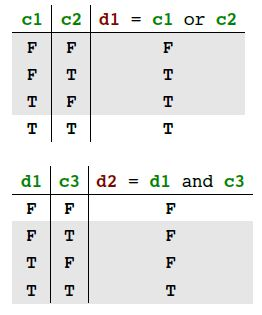 c1 c2 d1 = c1 or c2
F F F
F T T
T F T
T T T
d1 c3 d2 = d1 and c3
F F F
F T F
T F F
T T T